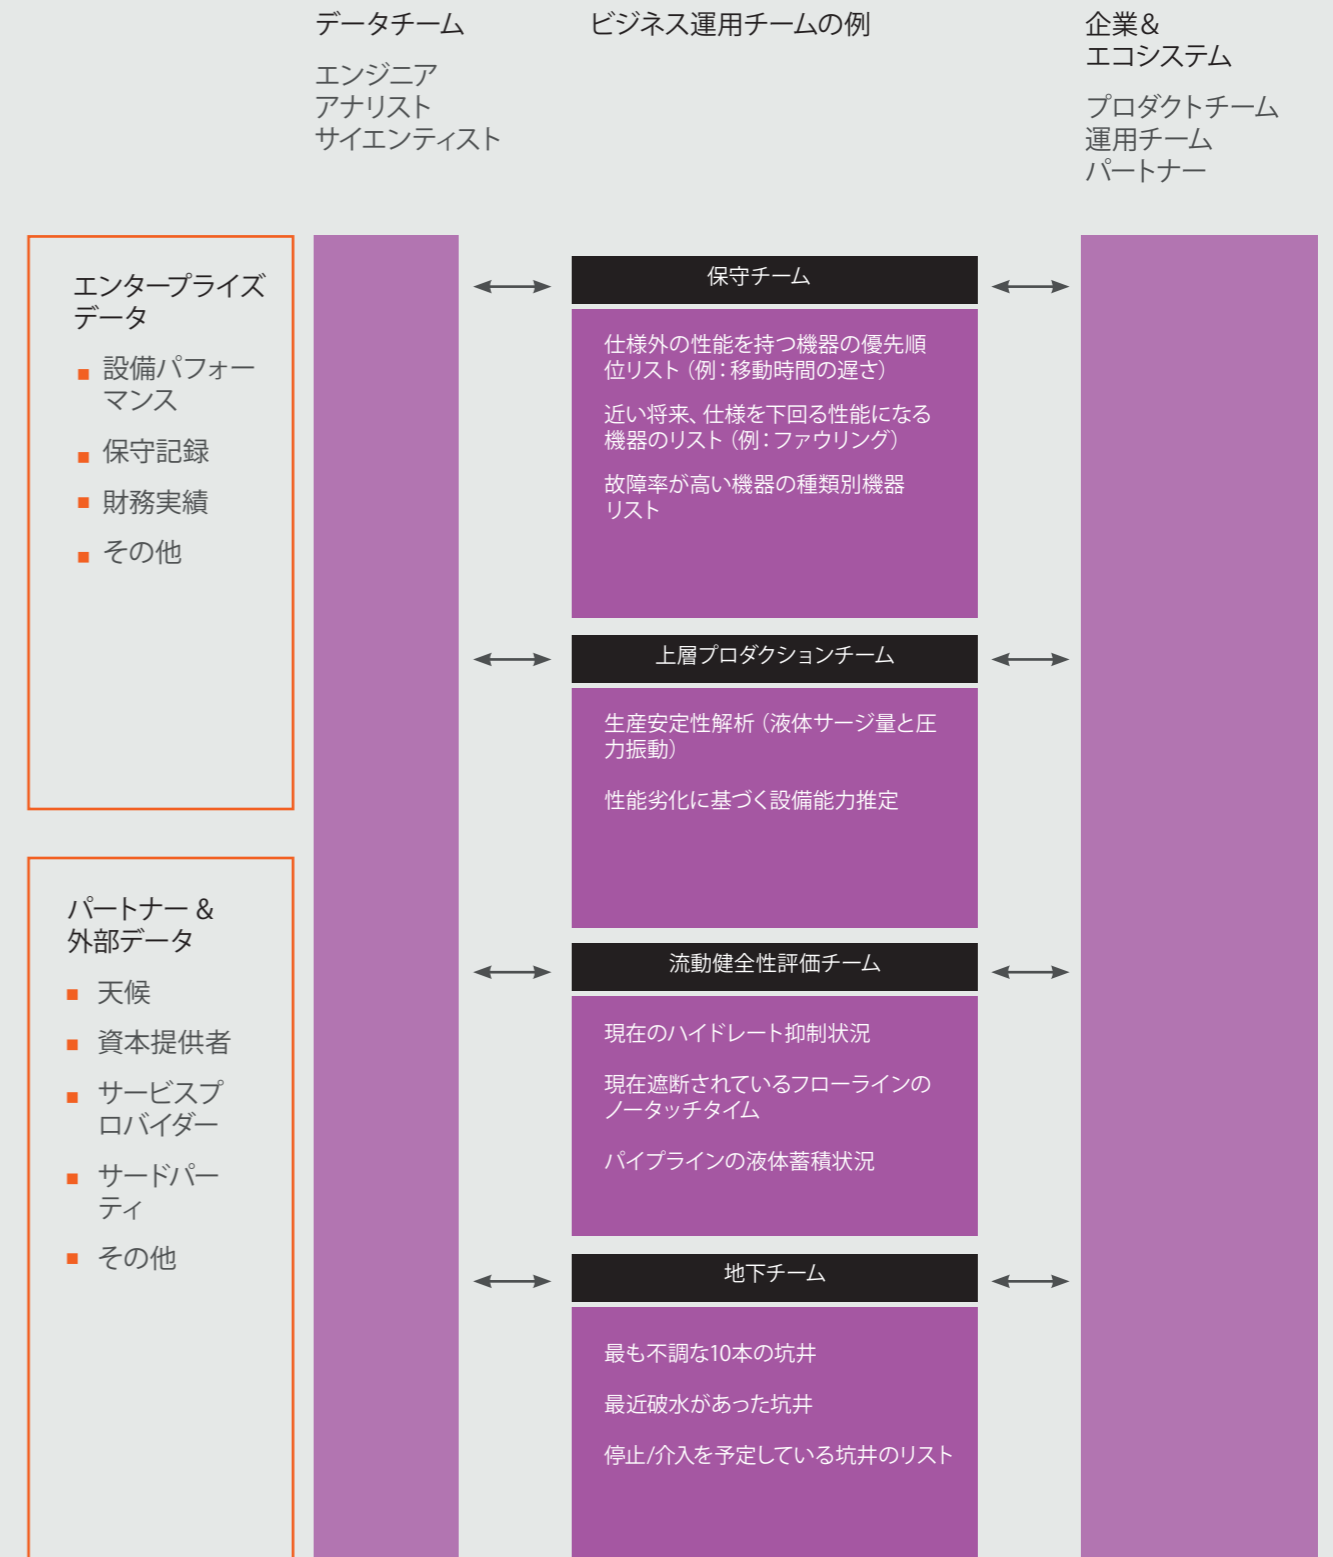 データチーム
エンジニア
アナリスト
サイエンティスト
ビジネス運用チームの例
企業&
エコシステム
プロダクトチーム
運用チーム
パートナー
エンタープライズ
データ
設備パフォー
マンス
保守記録
財務実績
その他
パートナー &
外部データ
天候
資本提供者
サービスプ
ロバイダー
サードパー
ティ
その他
保守チーム
仕様外の性能を持つ機器の優先順
位リスト（例：移動時間の遅さ）
近い将来、仕様を下回る性能になる
機器のリスト（例：ファウリング）
故障率が高い機器の種類別機器
リスト
上層プロダクションチーム
生産安定性解析（液体サージ量と圧
力振動）
性能劣化に基づく設備能力推定
流動健全性評価チーム
現在のハイドレート抑制状況
現在遮断されているフローラインの
ノータッチタイム
パイプラインの液体蓄積状況
地下チーム
最も不調な10本の坑井
最近破水があった坑井
停止/介入を予定している坑井のリスト